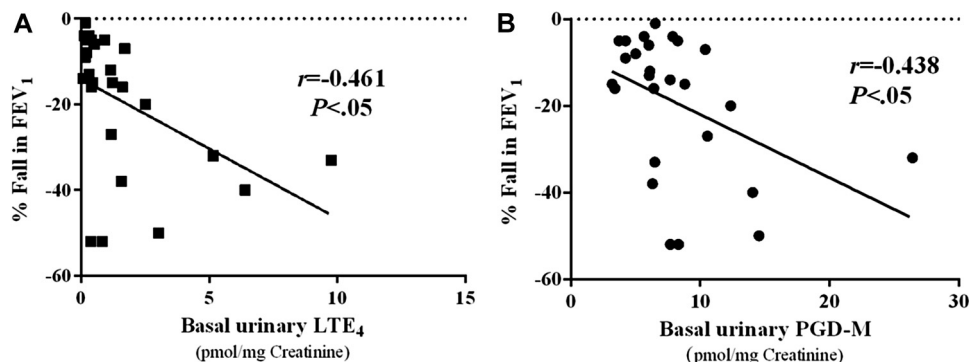 A
0
-20
-40
-60
% Fall in FEV1
r=-0.461
P<.05
0 5 10 15
Basal urinary LTE4
(pmol/mg Creatinine)
B
0
-20
-40
-60
% Fall in FEV1
r=-0.438
P<.05
0 10 20 30
Basal urinary PGD-M
(pmol/mg Creatinine)